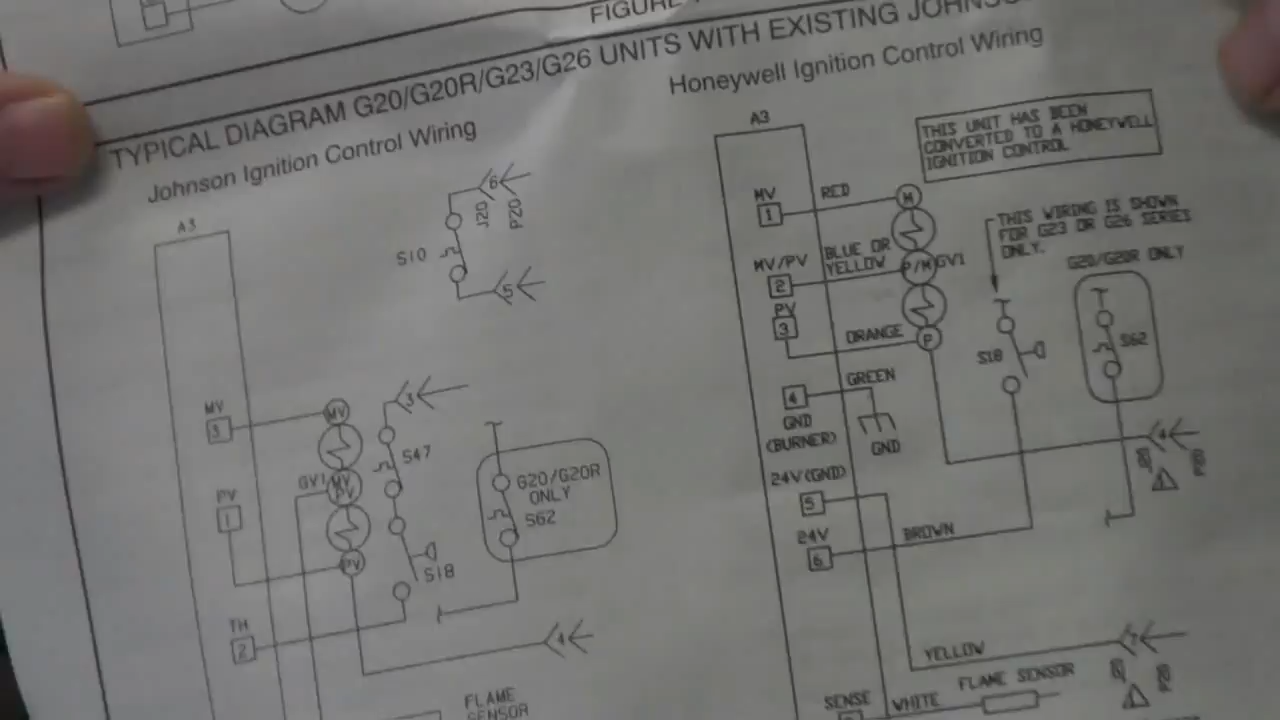 FIGURE
TYPICAL DIAGRAM G20/G20R/G23/G26 UNITS WITH EXISTING
Johnson Ignition Control Wiring
A3
6
J20
P20
S10
5
MV
3
MV
3
S47
GV1
MV
PV
G20/G20R
ONLY
S62
PV
1
PV
S18
TH
2
4
FLAME
SENSOR
Honeywell Ignition Control Wiring
A3
THIS UNIT HAS BEEN
CONVERTED TO A HONEYWELL
IGNITION CONTROL
MV
1
RED
M
THIS WIRING IS SHOWN
FOR G23 OR G26 SERIES
ONLY.
G20/G20R ONLY
MV/PV
2
BLUE OR
YELLOW
P/M
GV1
PV
3
ORANGE
P
S18
S62
4
GREEN
GND
(BURNER)
GND
24V(GND)
5
4
24V
6
BROWN
YELLOW
7
SENSE
WHITE
FLAME SENSOR